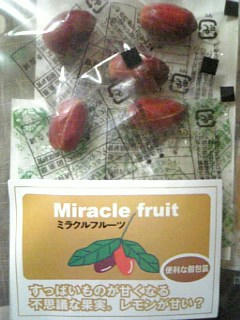 Miracle fruit
ミラクルフルーツ
便利な個包装
すっぱいものが甘くなる
不思議な果実。レモンが甘い？